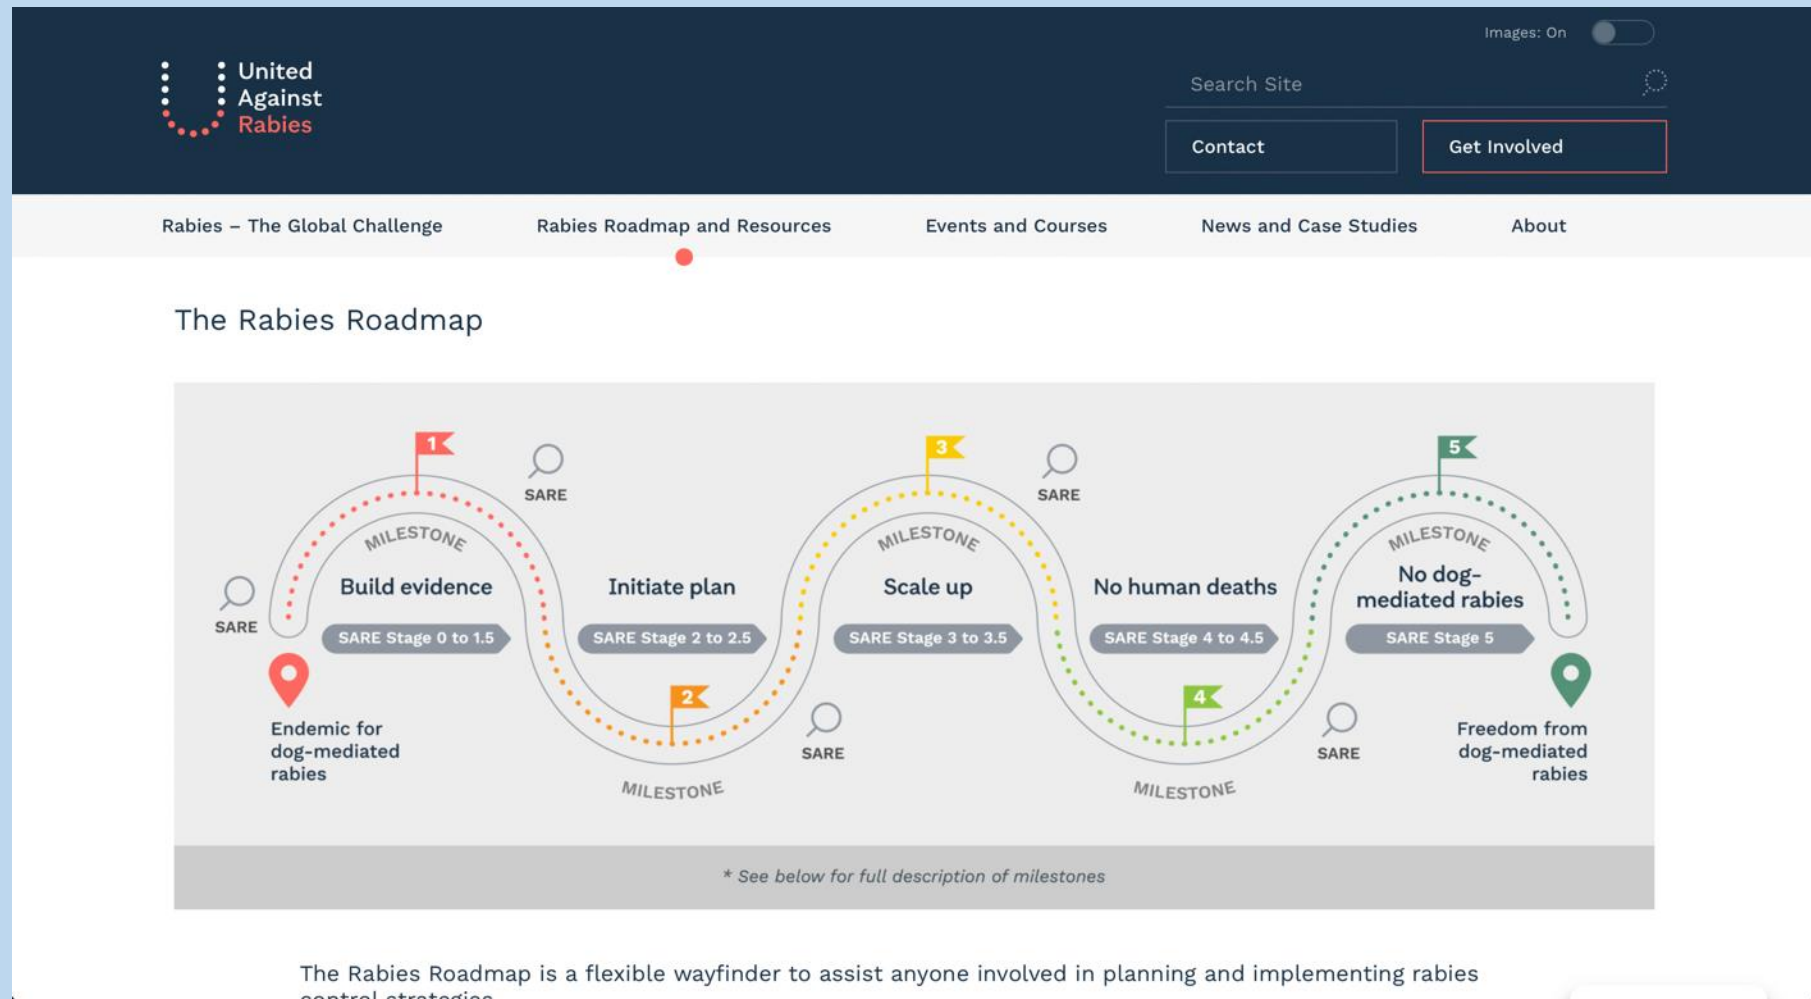 Images: On
United
Against
Rabies
Search Site
Contact
Get Involved
Rabies – The Global Challenge
Rabies Roadmap and Resources
Events and Courses
News and Case Studies
About
The Rabies Roadmap
1
SARE
3
SARE
5
MILESTONE
MILESTONE
MILESTONE
SARE
Build evidence
SARE Stage 0 to 1.5
Initiate plan
SARE Stage 2 to 2.5
Scale up
SARE Stage 3 to 3.5
No human deaths
SARE Stage 4 to 4.5
No dog-
mediated rabies
SARE Stage 5
2
4
Endemic for
dog-mediated
rabies
SARE
SARE
Freedom from
dog-mediated
rabies
MILESTONE
MILESTONE
* See below for full description of milestones
The Rabies Roadmap is a flexible wayfinder to assist anyone involved in planning and implementing rabies
control strategies